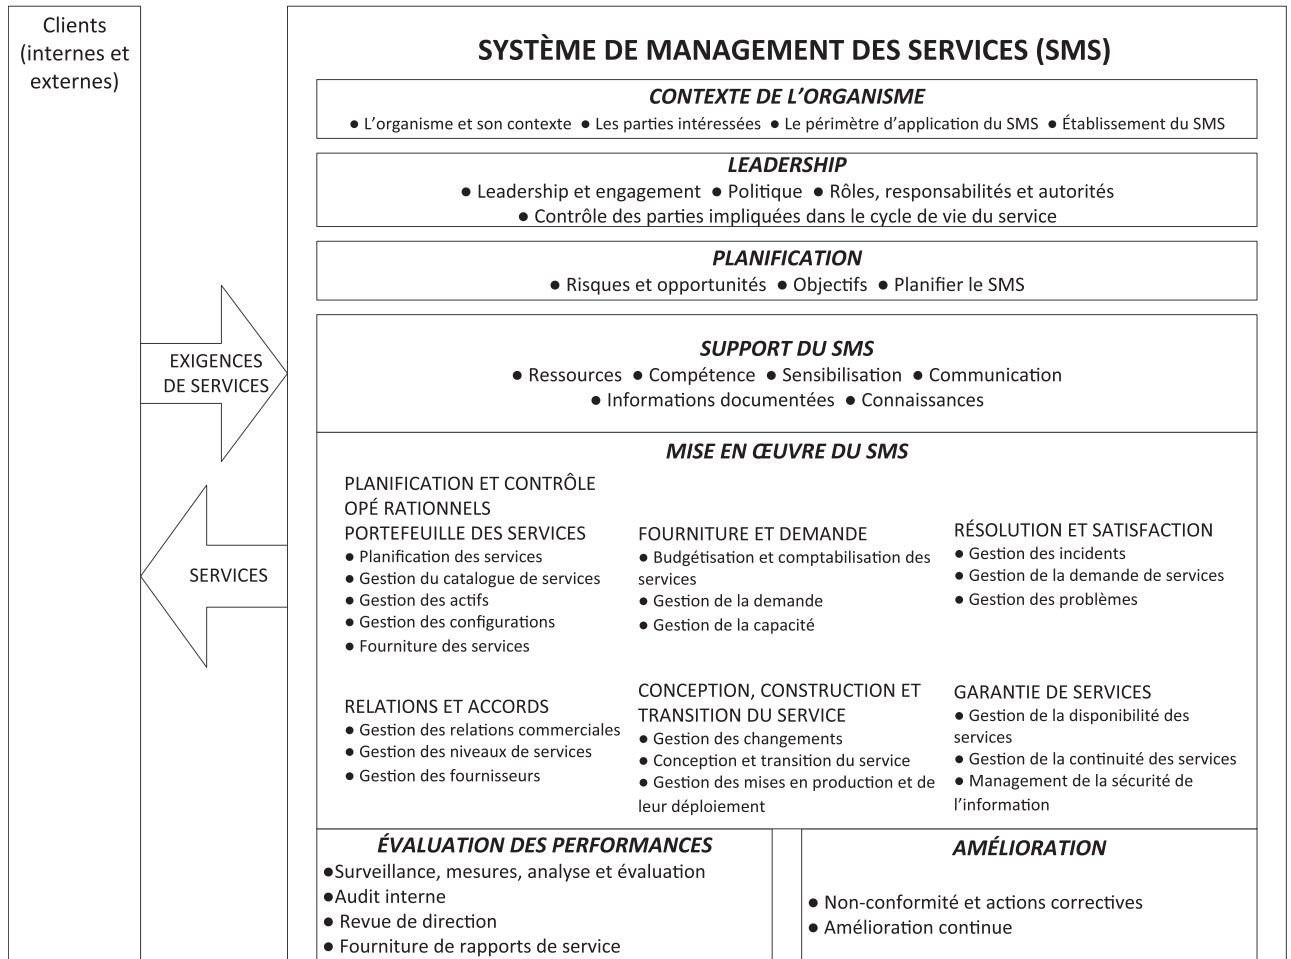 Clients
(internes et
externes)
SYSTÈME DE MANAGEMENT DES SERVICES (SMS)
CONTEXTE DE L'ORGANISME
● L'organisme et son contexte ● Les parties intéressées ● Le périmètre d'application du SMS ● Établissement du SMS
LEADERSHIP
● Leadership et engagement ● Politique ● Rôles, responsabilités et autorités
● Contrôle des parties impliquées dans le cycle de vie du service
PLANIFICATION
● Risques et opportunités ● Objectifs ● Planifier le SMS
EXIGENCES
DE SERVICES
SUPPORT DU SMS
● Ressources ● Compétence ● Sensibilisation ● Communication
● Informations documentées ● Connaissances
SERVICES
MISE EN ŒUVRE DU SMS
PLANIFICATION ET CONTRÔLE
OPÉ RATIONNELS
PORTEFEUILLE DES SERVICES
● Planification des services
● Gestion du catalogue de services
● Gestion des actifs
● Gestion des configurations
● Fourniture des services
FOURNITURE ET DEMANDE
● Budgétisation et comptabilisation des
services
● Gestion de la demande
● Gestion de la capacité
RÉSOLUTION ET SATISFACTION
● Gestion des incidents
● Gestion de la demande de services
● Gestion des problèmes
RELATIONS ET ACCORDS
● Gestion des relations commerciales
● Gestion des niveaux de services
● Gestion des fournisseurs
CONCEPTION, CONSTRUCTION ET
TRANSITION DU SERVICE
● Gestion des changements
● Conception et transition du service
● Gestion des mises en production et de
leur déploiement
GARANTIE DE SERVICES
● Gestion de la disponibilité des
services
● Gestion de la continuité des services
● Management de la sécurité de
l'information
ÉVALUATION DES PERFORMANCES
●Surveillance, mesures, analyse et évaluation
●Audit interne
● Revue de direction
● Fourniture de rapports de service
AMÉLIORATION
● Non-conformité et actions correctives
● Amélioration continue